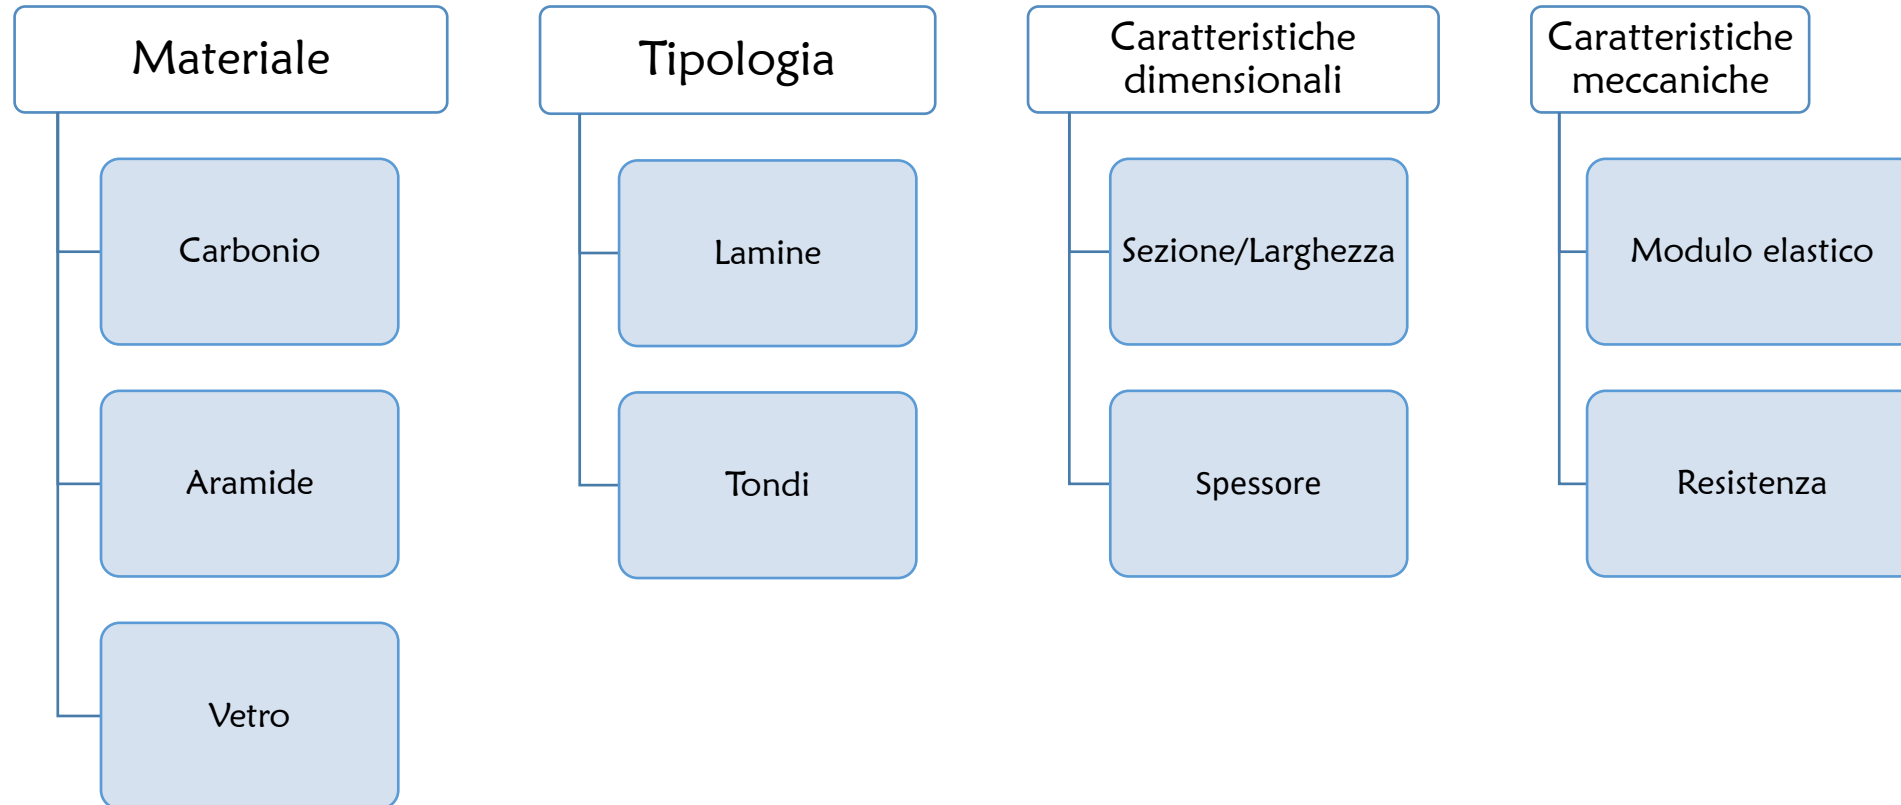 Materiale
Carbonio
Aramide
Vetro
Tipologia
Lamine
Tondi
Caratteristiche
dimensionali
Sezione/Larghezza
Spessore
Caratteristiche
meccaniche
Modulo elastico
Resistenza